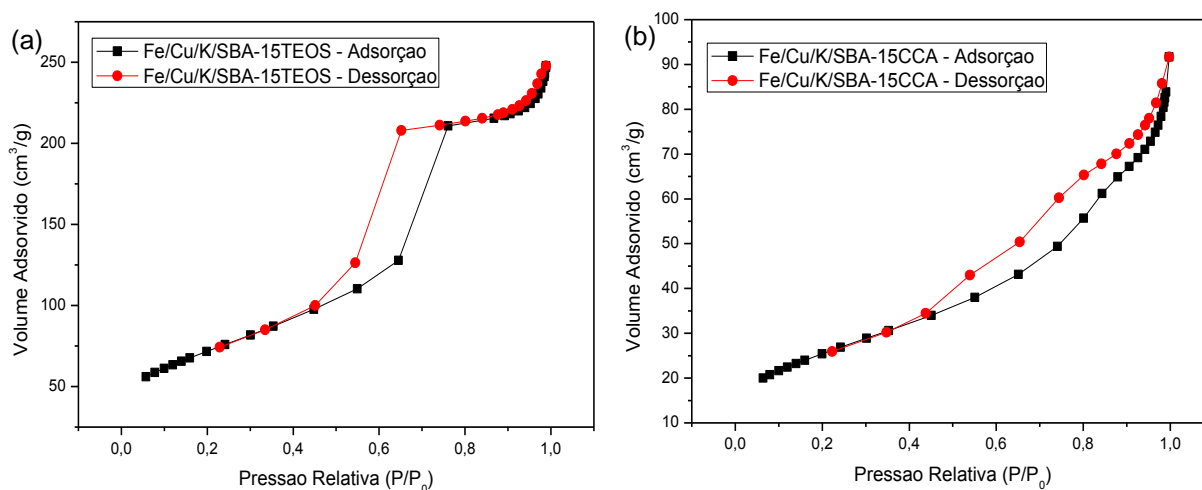 (a)
Fe/Cu/K/SBA-15TEOS - Adsorçao
Fe/Cu/K/SBA-15TEOS - Dessorçao
250
200
150
100
50
Volume Adsorvido (cm³/g)
0,0 0,2 0,4 0,6 0,8 1,0
Pressao Relativa (P/P₀)
(b)
Fe/Cu/K/SBA-15CCA - Adsorçao
Fe/Cu/K/SBA-15CCA - Dessorçao
100
90
80
70
60
50
40
30
20
10
Volume Adsorvido (cm³/g)
0,0 0,2 0,4 0,6 0,8 1,0
Pressao Relativa (P/P₀)